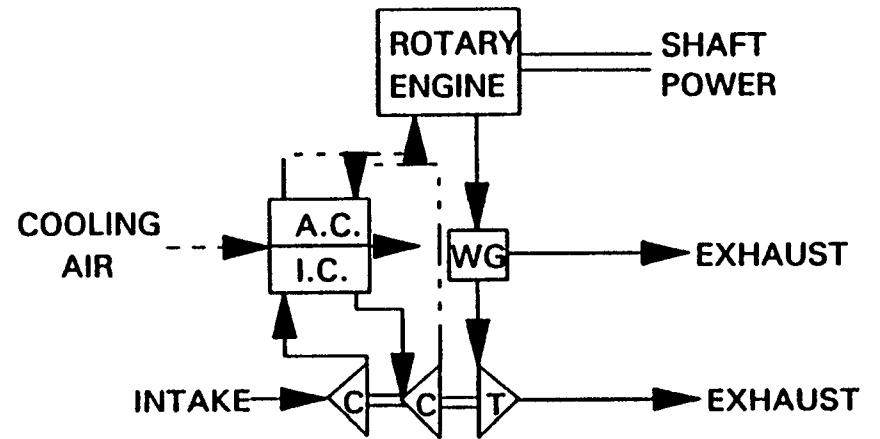 ROTARY
ENGINE
SHAFT
POWER
COOLING
AIR
A.C.
I.C.
WG
EXHAUST
INTAKE
C
C
T
EXHAUST